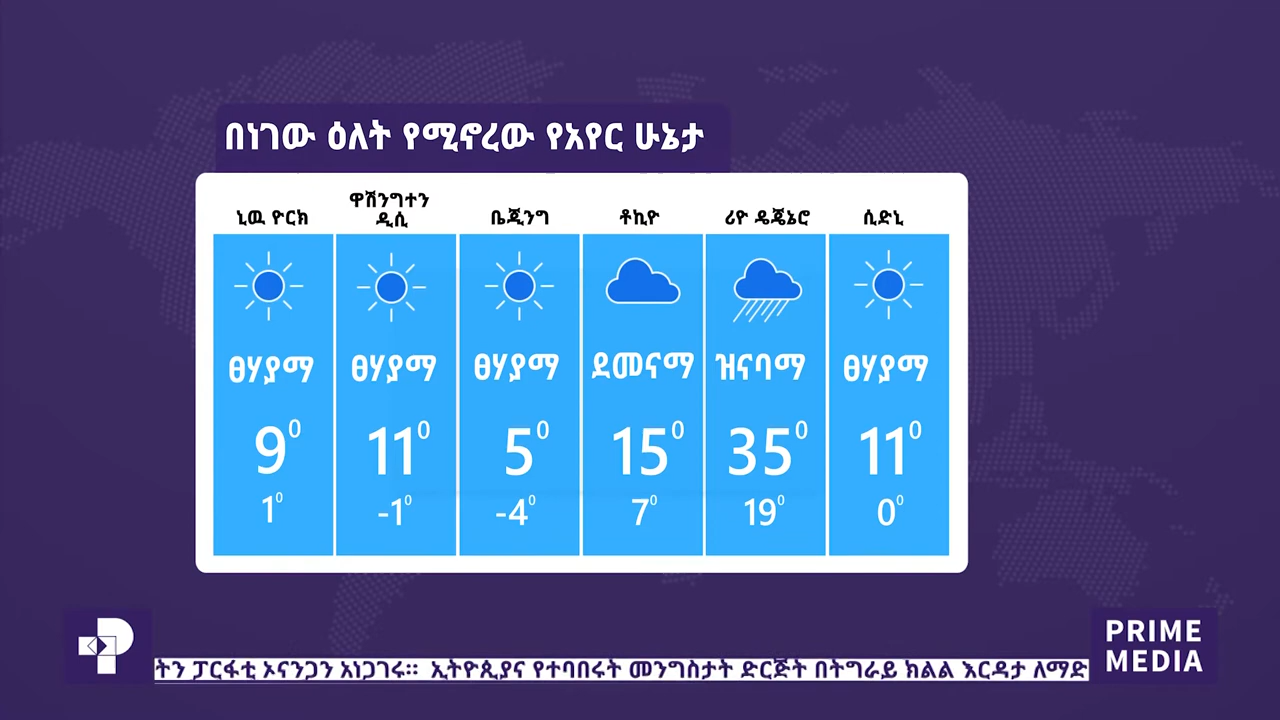 በነገው ዕለት የሚኖረው የአየር ሁኔታ
ኒዉ ዮርክ
ዋሽንግተን
ዲሲ
ቤጂንግ
ቶኪዮ
ሪዮ ዴጄኔሮ
ሲድኒ
ፀሃያማ ፀሃያማ ፀሃያማ ደመናማ ዝናባማ ፀሃያማ
9⁰ 11⁰ 5⁰ 15⁰ 35⁰ 11⁰
1⁰ -1⁰ -4⁰ 7⁰ 19⁰ 0⁰
PRIME
MEDIA
ትን ፓርፋቲ ኦናንጋን አነጋገሩ። ኢትዮጲያና የተባበሩት መንግስታት ድርጅት በትግራይ ክልል እርዳታ ለማድ